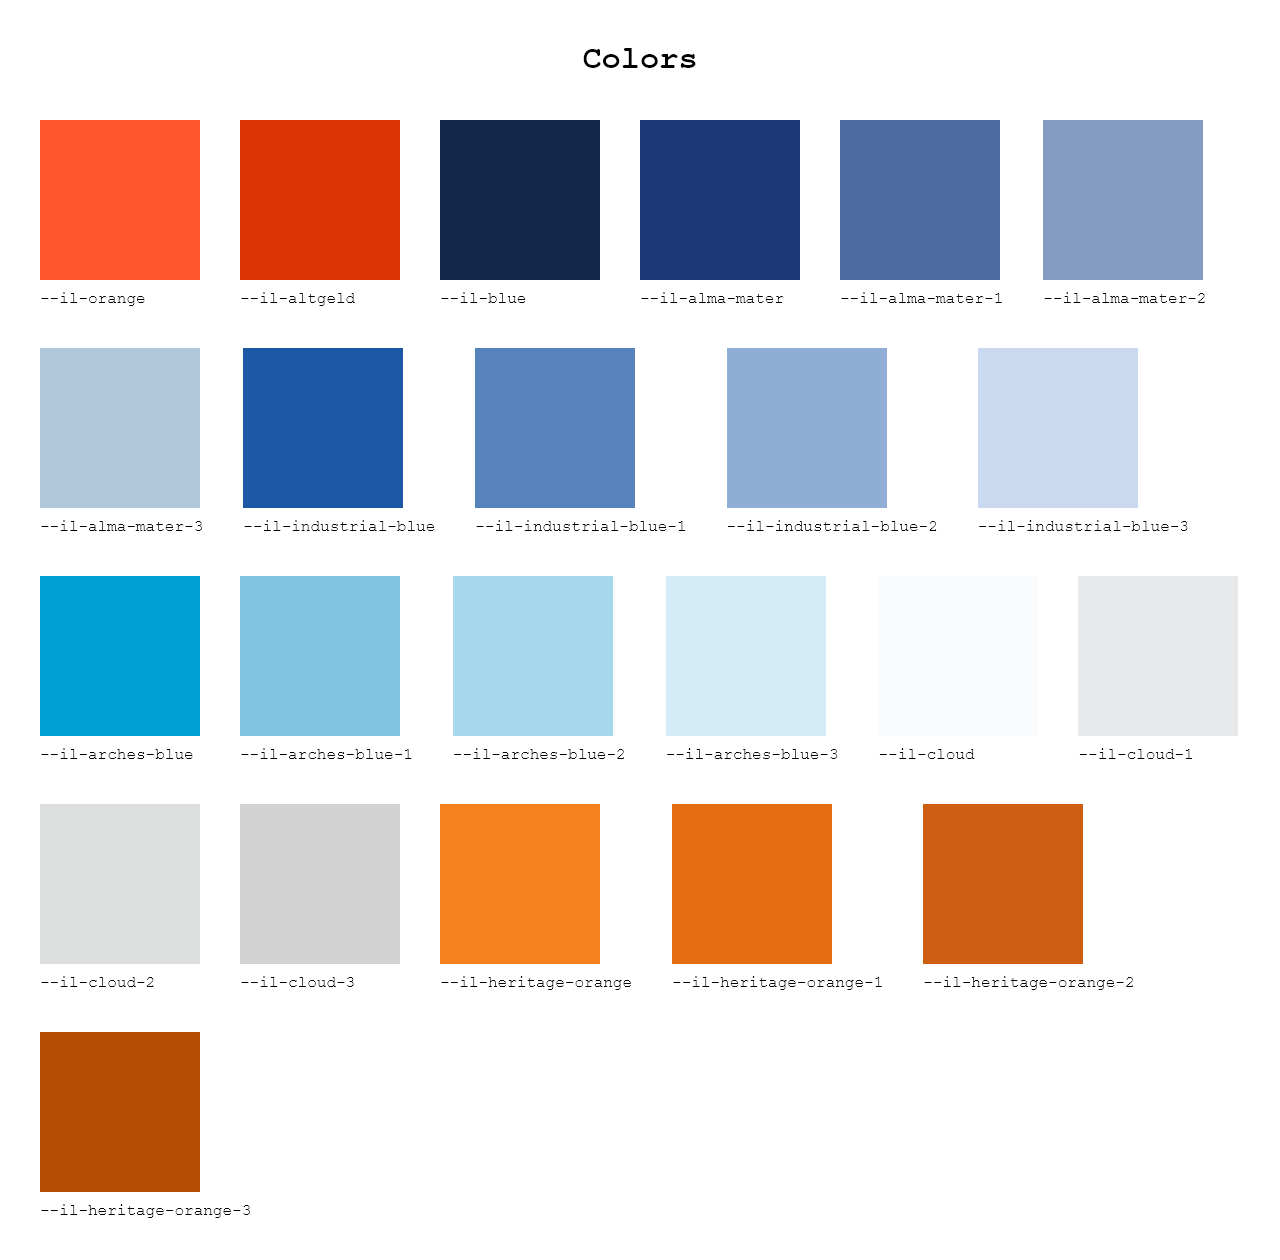 Colors
--il-orange
--il-altgeld
--il-blue
--il-alma-mater
--il-alma-mater-1
--il-alma-mater-2
--il-alma-mater-3
--il-industrial-blue
--il-industrial-blue-1
--il-industrial-blue-2
--il-industrial-blue-3
--il-arches-blue
--il-arches-blue-1
--il-arches-blue-2
--il-arches-blue-3
--il-cloud
--il-cloud-1
--il-cloud-2
--il-cloud-3
--il-heritage-orange
--il-heritage-orange-1
--il-heritage-orange-2
--il-heritage-orange-3